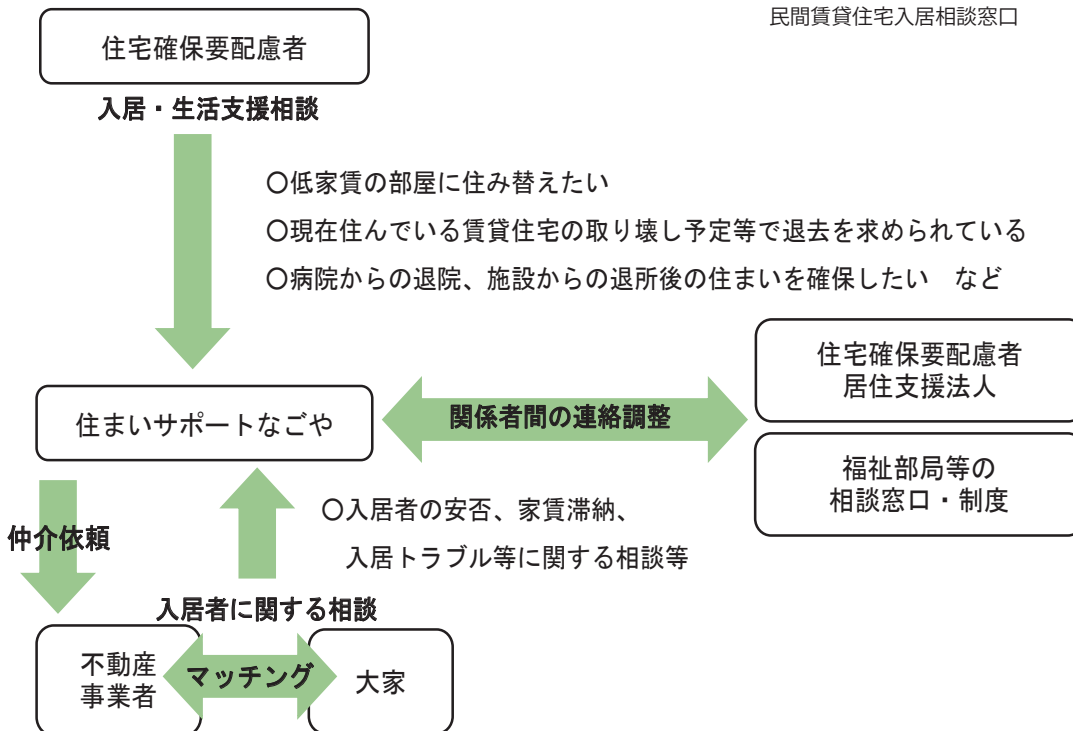 民間賃貸住宅入居相談窓口
住宅確保要配慮者
入居・生活支援相談
〇低家賃の部屋に住み替えたい
〇現在住んでいる賃貸住宅の取り壊し予定等で退去を求められている
〇病院からの退院、施設からの退所後の住まいを確保したい　など
住まいサポートなごや
関係者間の連絡調整
住宅確保要配慮者
居住支援法人
福祉部局等の
相談窓口・制度
仲介依頼
〇入居者の安否、家賃滞納、
入居トラブル等に関する相談等
入居者に関する相談
不動産
事業者
マッチング
大家